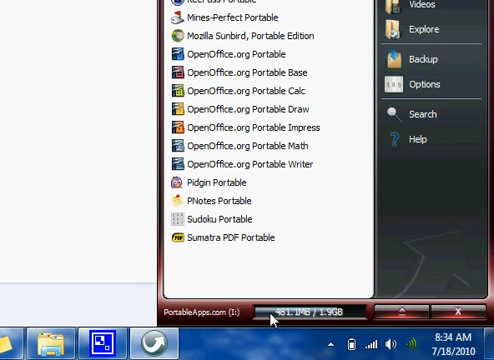 Mines-Perfect Portable
Mozilla Sunbird, Portable Edition
OpenOffice.org Portable
OpenOffice.org Portable Base
OpenOffice.org Portable Calc
OpenOffice.org Portable Draw
OpenOffice.org Portable Impress
OpenOffice.org Portable Math
OpenOffice.org Portable Writer
Pidgin Portable
PNotes Portable
Sudoku Portable
PDF Sumatra PDF Portable
Videos
Explore
Backup
Options
Search
? Help
PortableApps.com (I:)
481.1MB / 1.9GB
X
8:34 AM
7/18/2010